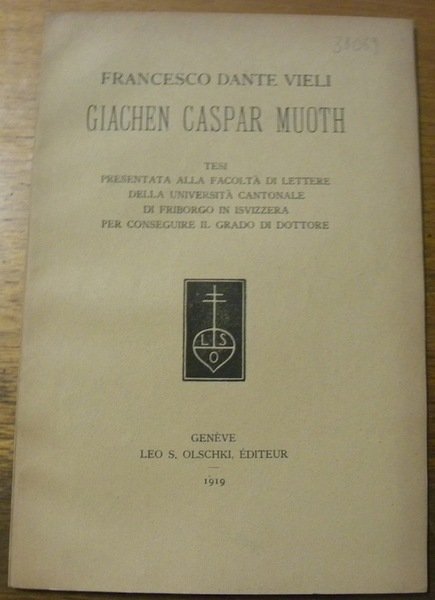 FRANCESCO DANTE VIELI
GIACHEN CASPAR MUOTH
TESI
PRESENTATA ALLA FACOLTÀ DI LETTERE
DELLA UNIVERSITÀ CANTONALE
DI FRIBORGO IN ISVIZZERA
PER CONSEGUIRE IL GRADO DI DOTTORE
L S
O
GENÈVE
LEO S. OLSCHKI, ÉDITEUR
1919